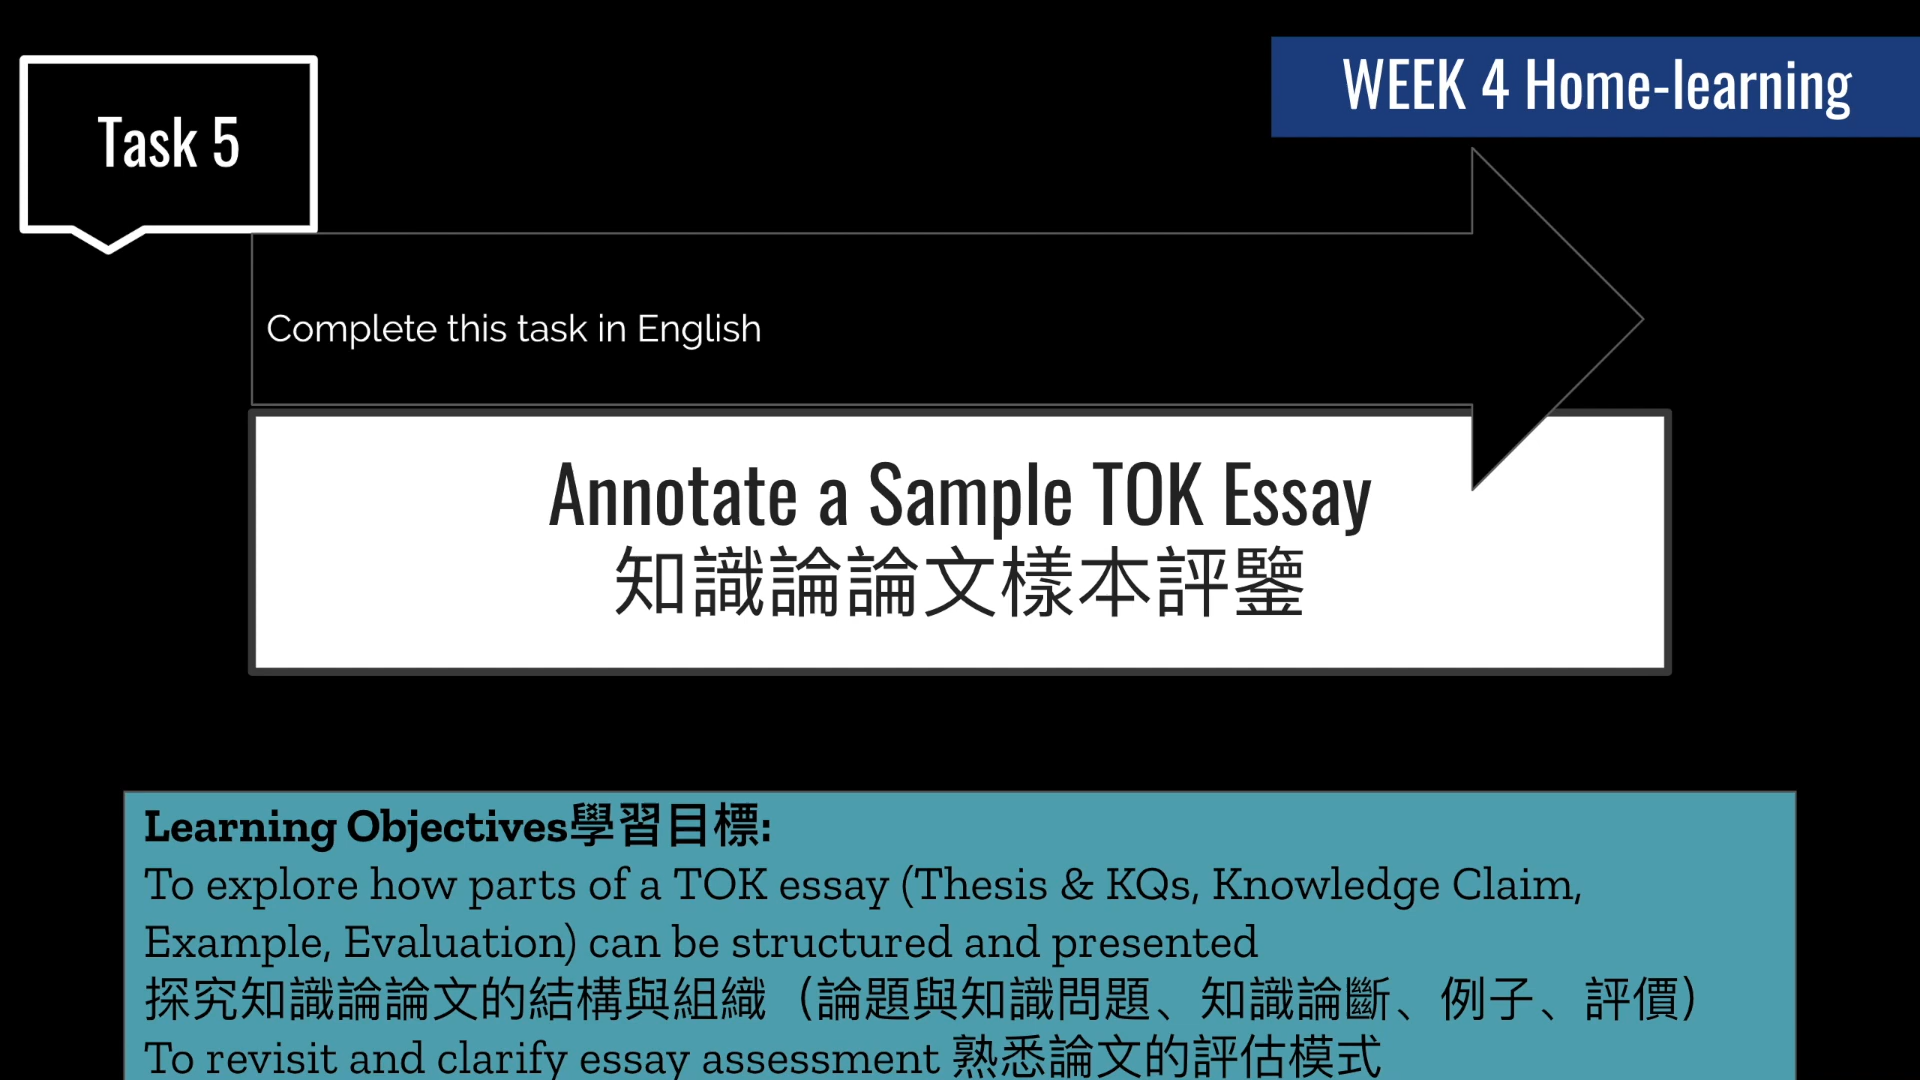 WEEK 4 Home-learning
Task 5
Complete this task in English
Annotate a Sample TOK Essay
知識論論文樣本評鑒
Learning Objectives學習目標:
To explore how parts of a TOK essay (Thesis & KQs, Knowledge Claim,
Example, Evaluation) can be structured and presented
探究知識論論文的結構與組織（論題與知識問題、知識論斷、例子、評價）
To revisit and clarify essay assessment 熟悉論文的評估模式